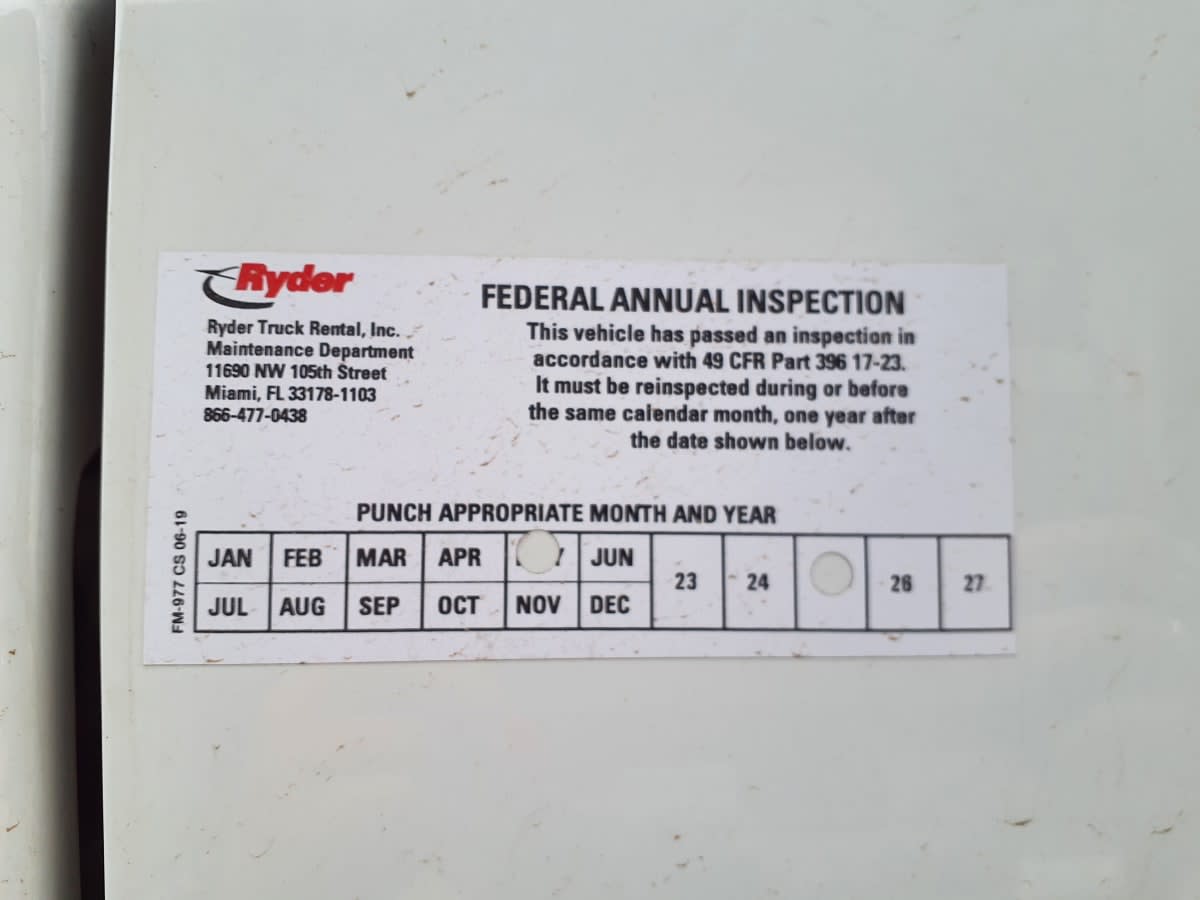 Ryder
Ryder Truck Rental, Inc.
Maintenance Department
11690 NW 105th Street
Miami, FL 33178-1103
866-477-0438
FEDERAL ANNUAL INSPECTION
This vehicle has passed an inspection in
accordance with 49 CFR Part 396 17-23.
It must be reinspected during or before
the same calendar month, one year after
the date shown below.
PUNCH APPROPRIATE MONTH AND YEAR
JAN FEB MAR APR JUN
JUL AUG SEP OCT NOV DEC
23 24 26 27
FM-977 CS 06-19